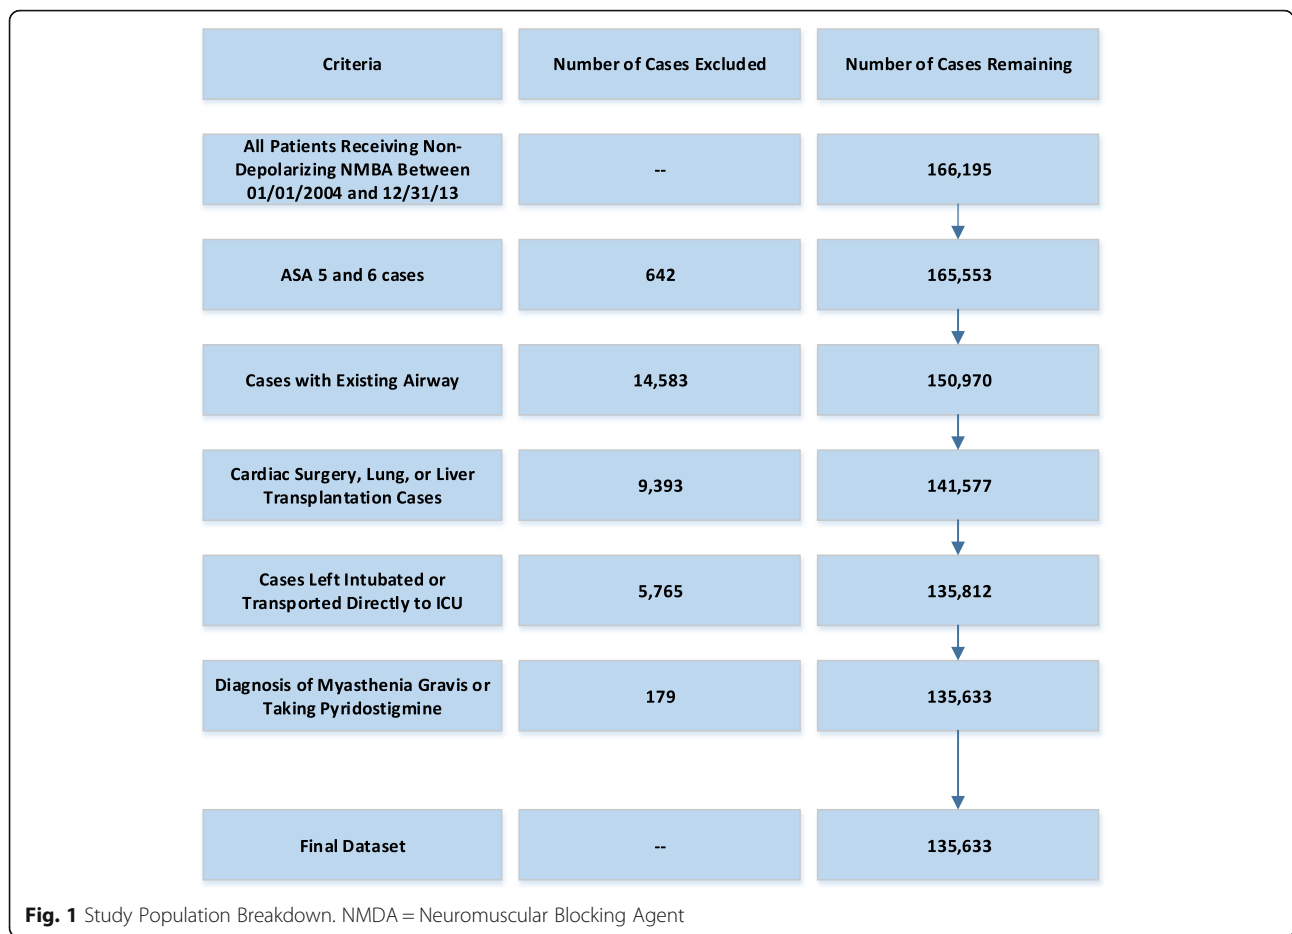 Criteria
Number of Cases Excluded
Number of Cases Remaining
All Patients Receiving Non-
Depolarizing NMBA Between
01/01/2004 and 12/31/13
--
166,195
ASA 5 and 6 cases
642
165,553
Cases with Existing Airway
14,583
150,970
Cardiac Surgery, Lung, or Liver
Transplantation Cases
9,393
141,577
Cases Left Intubated or
Transported Directly to ICU
5,765
135,812
Diagnosis of Myasthenia Gravis or
Taking Pyridostigmine
179
135,633
Final Dataset
--
135,633
Fig. 1 Study Population Breakdown. NMDA = Neuromuscular Blocking Agent